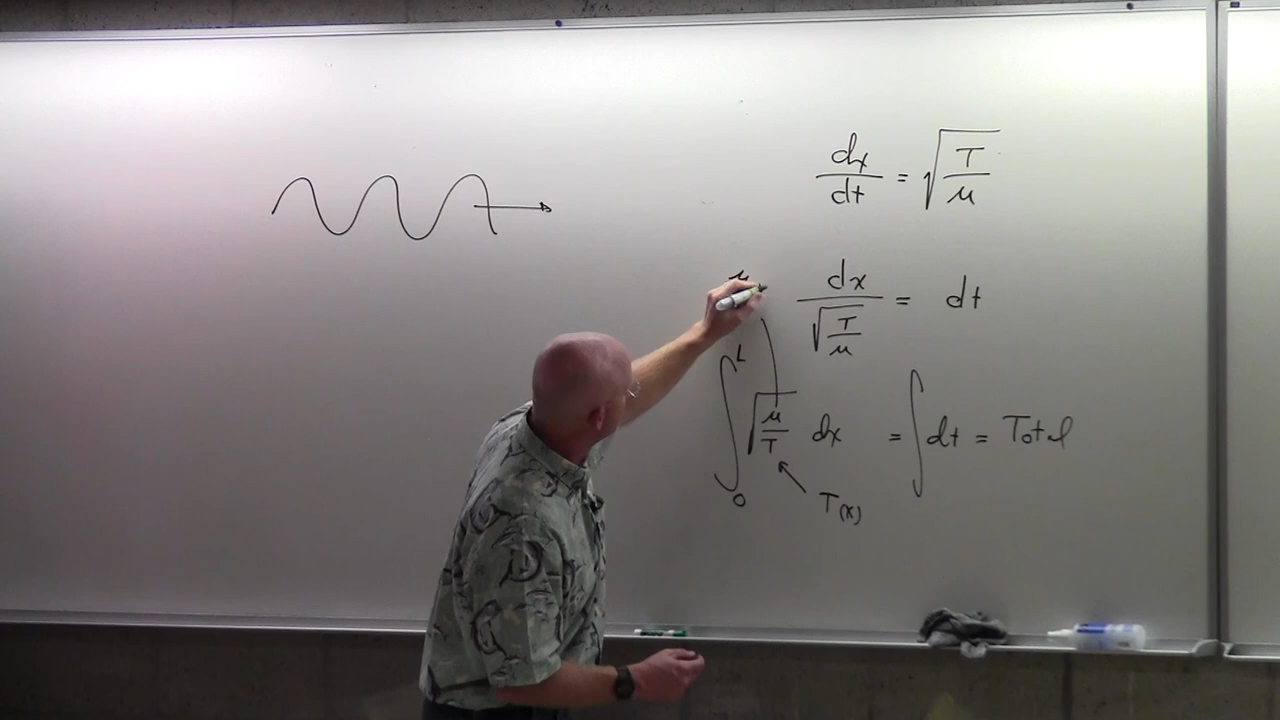 dx/dt = √(T/μ)
μ
dx/√(T/μ) = dt
∫₀ᴸ √(μ/T) dx = ∫ dt = Total
T(x)